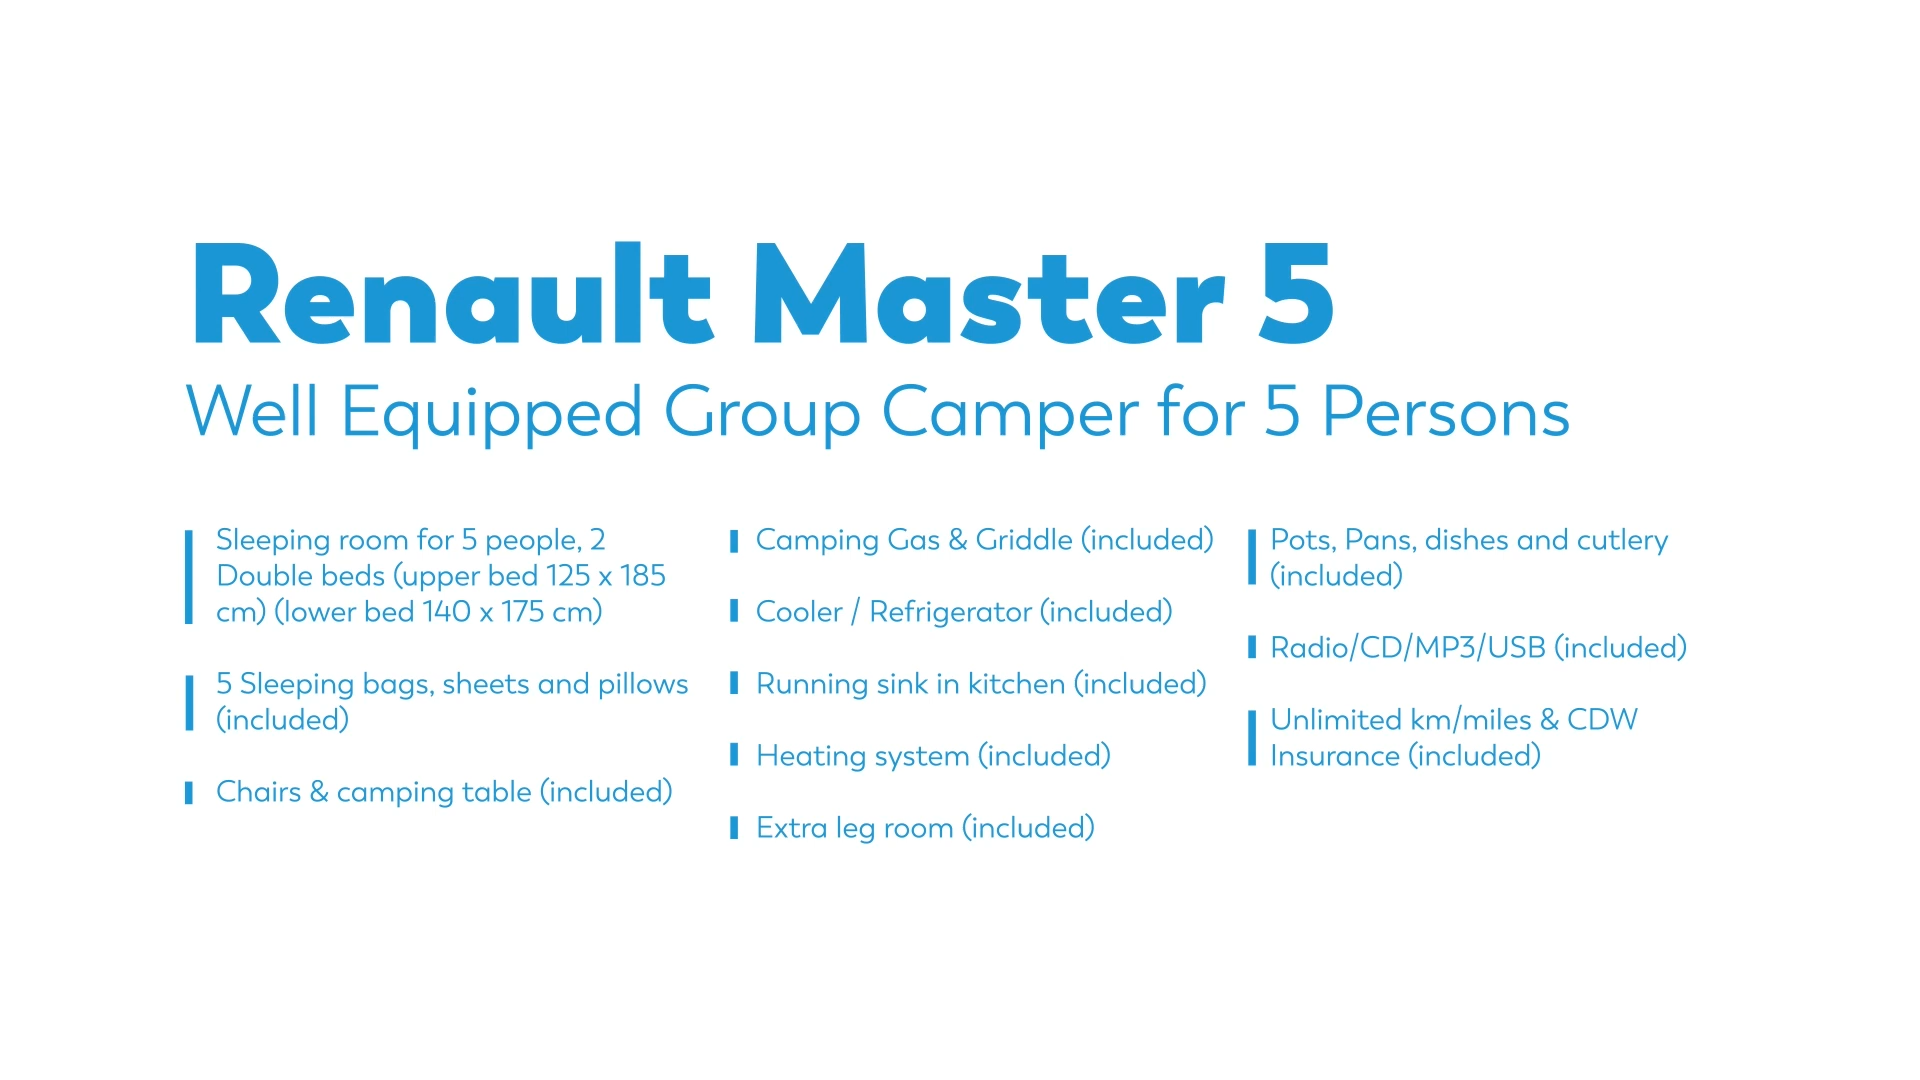 Renault Master 5
Well Equipped Group Camper for 5 Persons
Sleeping room for 5 people, 2
Double beds (upper bed 125 x 185
cm) (lower bed 140 x 175 cm)
5 Sleeping bags, sheets and pillows
(included)
Chairs & camping table (included)
Camping Gas & Griddle (included)
Cooler / Refrigerator (included)
Running sink in kitchen (included)
Heating system (included)
Extra leg room (included)
Pots, Pans, dishes and cutlery
(included)
Radio/CD/MP3/USB (included)
Unlimited km/miles & CDW
Insurance (included)